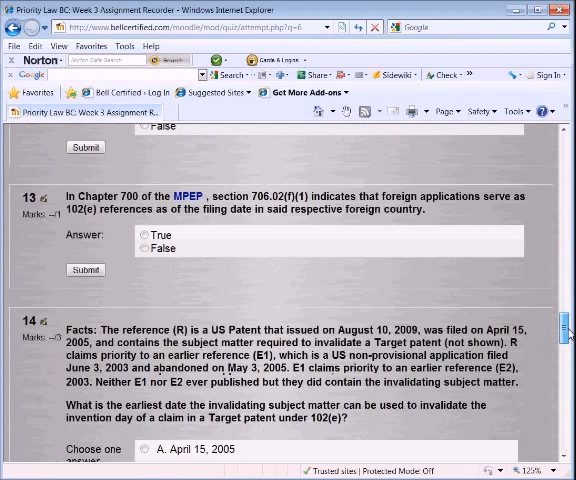 Priority Law BC: Week 3 Assignment Recorder - Windows Internet Explorer
http://www.bellcertified.com/moodle/mod/quiz/attempt.php?q=6
Google
File Edit View Favorites Tools Help
x Norton Norton Safe Search Search Cards & Logins
x Google Search Share Sidewiki Check Sign In
Favorites Bell Certified › Log In Suggested Sites Get More Add-ons
Priority Law BC: Week 3 Assignment R... Page Safety Tools
False
Submit
13 In Chapter 700 of the MPEP , section 706.02(f)(1) indicates that foreign applications serve as
Marks: --/1 102(e) references as of the filing date in said respective foreign country.
Answer: True
False
Submit
14 Facts: The reference (R) is a US Patent that issued on August 10, 2009, was filed on April 15,
Marks: --/3 2005, and contains the subject matter required to invalidate a Target patent (not shown). R
claims priority to an earlier reference (E1), which is a US non-provisional application filed
June 3, 2003 and abandoned on May 3, 2005. E1 claims priority to an earlier reference (E2),
2003. Neither E1 nor E2 ever published but they did contain the invalidating subject matter.
What is the earliest date the invalidating subject matter can be used to invalidate the
invention day of a claim in a Target patent under 102(e)?
Choose one A. April 15, 2005
answer
Trusted sites | Protected Mode: Off 125%